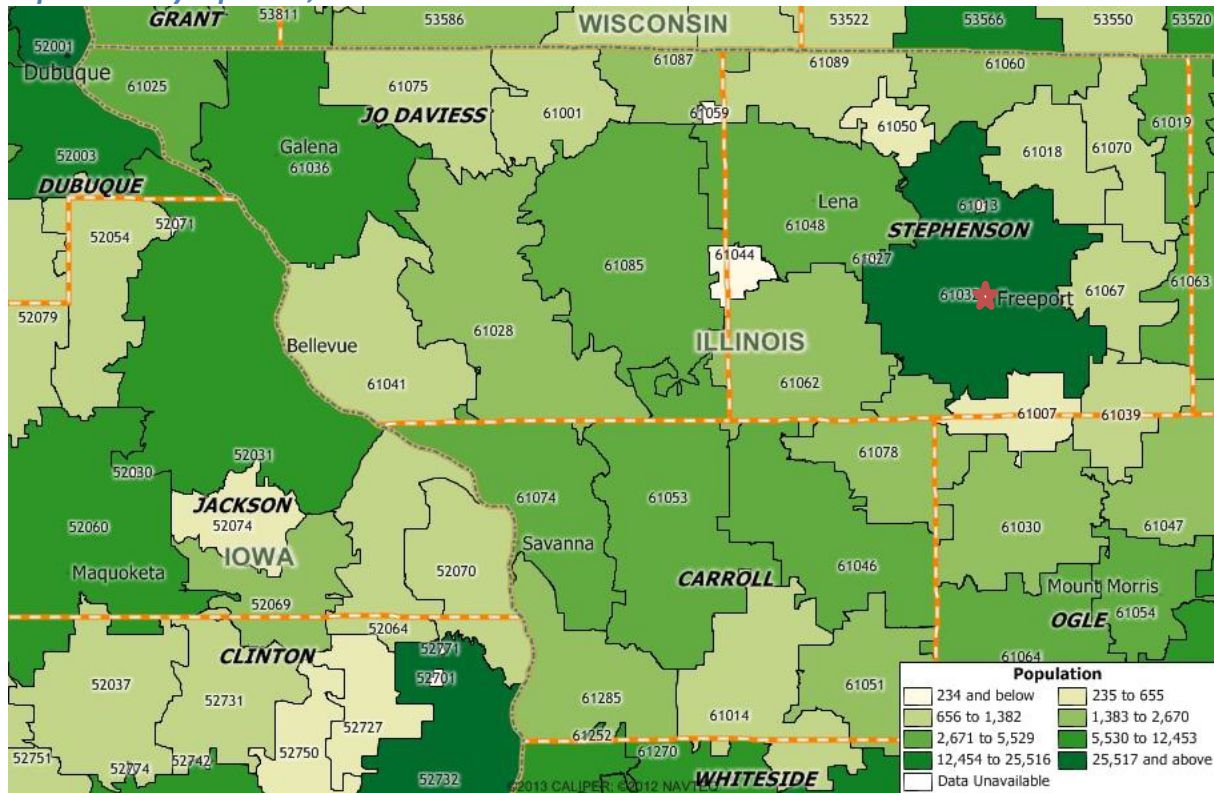 GRANT
53811
53586
WISCONSIN
53522
53566
53550
53520
52001
Dubuque
61025
61075
JO DAVIESS
61001
61087
61059
61089
61060
61050
61018
61070
61019
Galena
61036
52003
DUBUQUE
52071
52054
Lena
61048
61013
STEPHENSON
61027
61044
61085
61063
61067
Freeport
52079
61028
ILLINOIS
Bellevue
61041
61062
61007
61039
52030
52031
61078
JACKSON
52074
61074
61053
52060
61030
61047
IOWA
Savanna
Maquoketa
52070
CARROLL
61046
Mount Morris
61054
OGLE
52069
52064
CLINTON
52771
52701
61064
52037
52731
61285
61051
52727
61014
52751
52774
52742
52750
61252
61270
52732
WHITESIDE
©2013 CALIPER; ©2012 NAVTEQ
Population
234 and below
235 to 655
656 to 1,382
1,383 to 2,670
2,671 to 5,529
5,530 to 12,453
12,454 to 25,516
25,517 and above
Data Unavailable